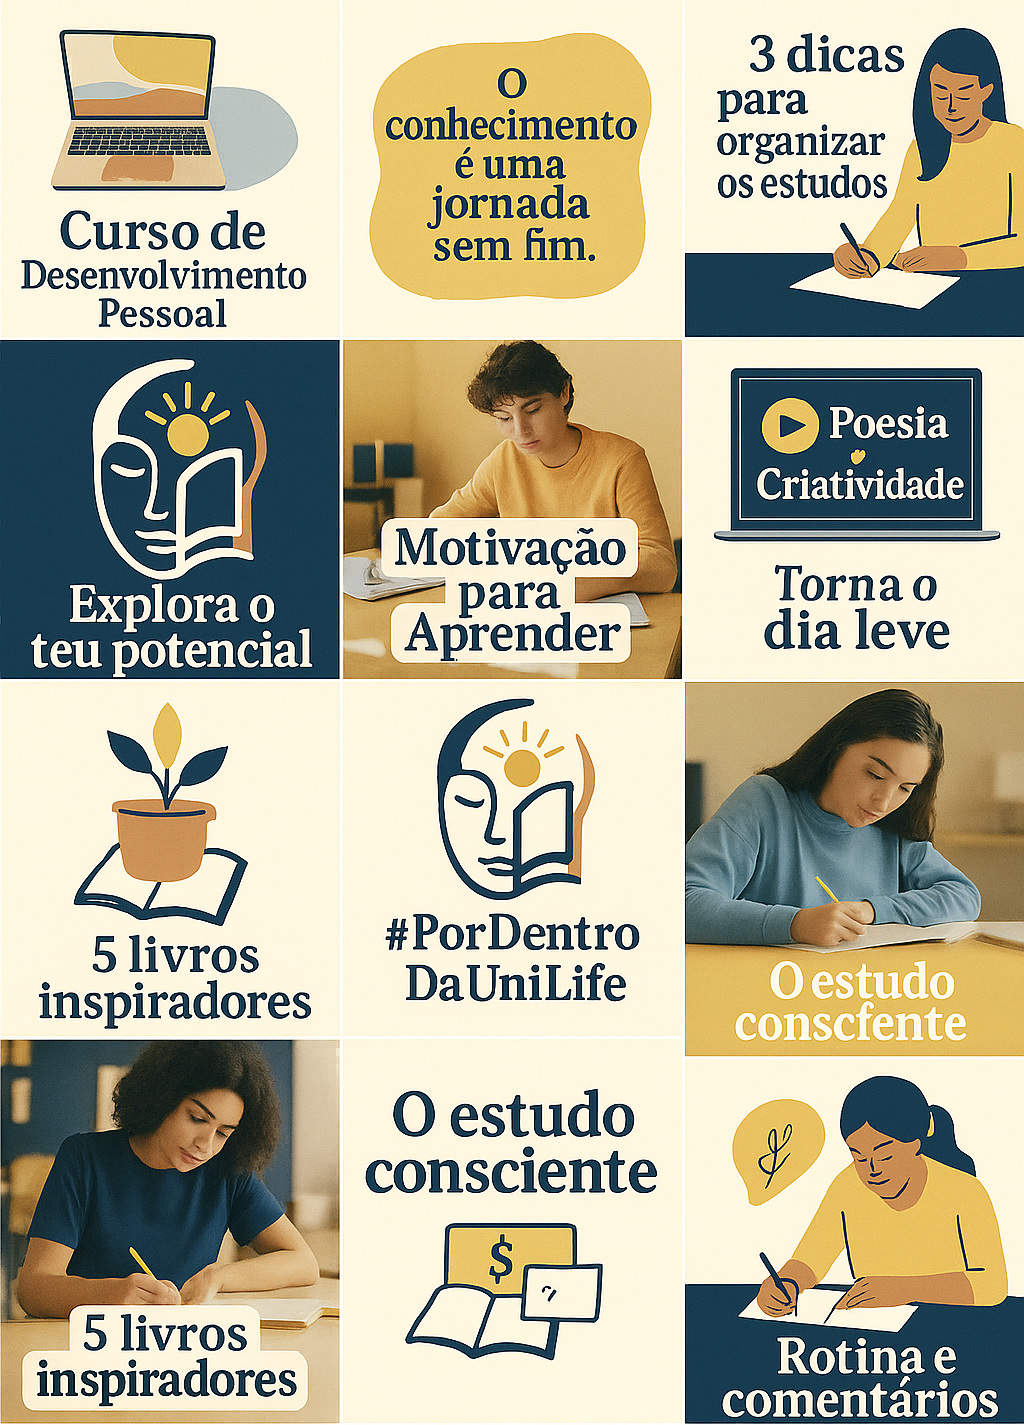 Curso de
Desenvolvimento
Pessoal
O
conhecimento
é uma
jornada
sem fim.
3 dicas
para
organizar
os estudos
Explora o
teu potencial
Motivação
para
Aprender
Poesia
Criatividade
Torna o
dia leve
5 livros
inspiradores
#PorDentro
DaUniLife
O estudo
conscfente
5 livros
inspiradores
O estudo
consciente
$
Rotina e
comentários